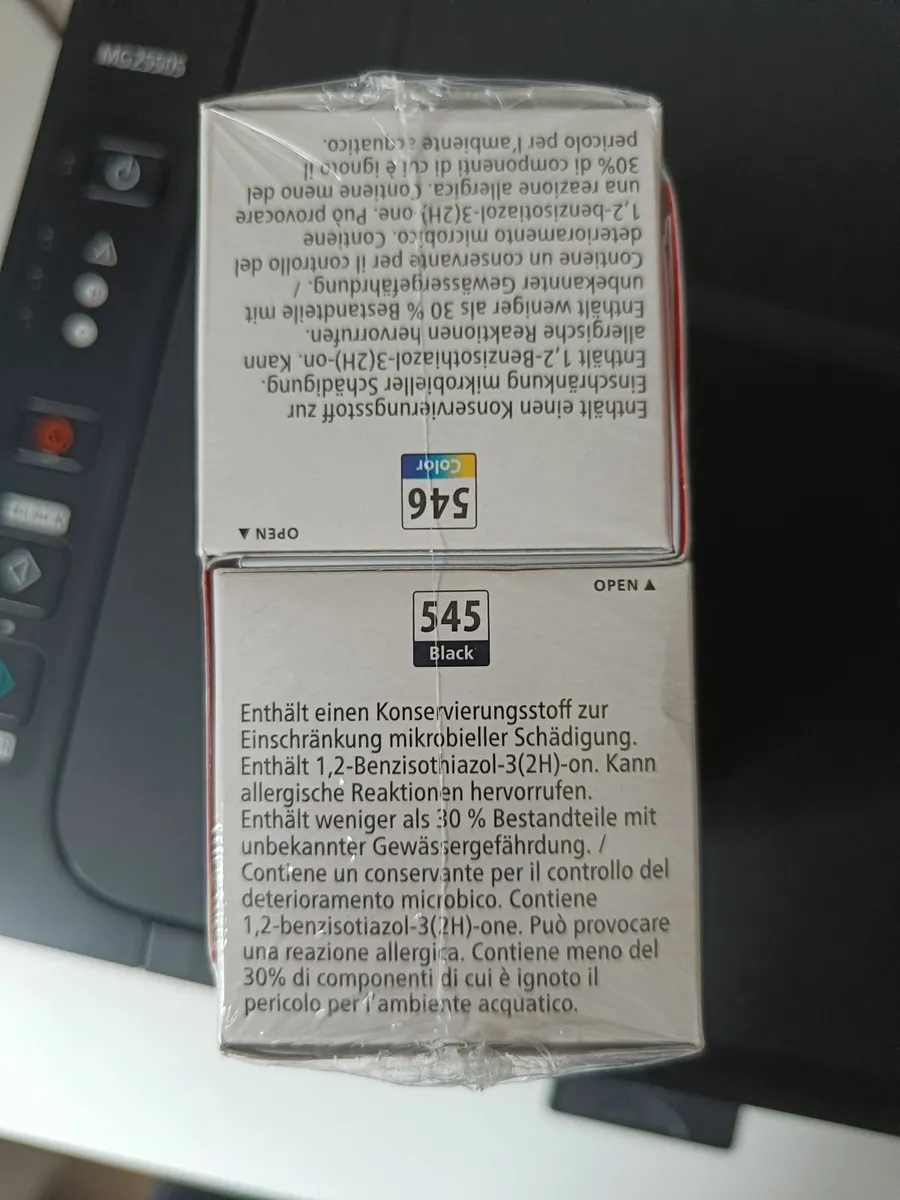 545
Black
OPEN ▲
Enthält einen Konservierungsstoff zur
Einschränkung mikrobieller Schädigung.
Enthält 1,2-Benzisothiazol-3(2H)-on. Kann
allergische Reaktionen hervorrufen.
Enthält weniger als 30 % Bestandteile mit
unbekannter Gewässergefährdung. /
Contiene un conservante per il controllo del
deterioramento microbico. Contiene
1,2-benzisotiazol-3(2H)-one. Può provocare
una reazione allergica. Contiene meno del
30% di componenti di cui è ignoto il
pericolo per l'ambiente acquatico.
OPEN ▲
546
Color
Enthält einen Konservierungsstoff zur
Einschränkung mikrobieller Schädigung.
Enthält 1,2-Benzisothiazol-3(2H)-on. Kann
allergische Reaktionen hervorrufen.
Enthält weniger als 30 % Bestandteile mit
unbekannter Gewässergefährdung. /
Contiene un conservante per il controllo del
deterioramento microbico. Contiene
1,2-benzisotiazol-3(2H)-one. Può provocare
una reazione allergica. Contiene meno del
30% di componenti di cui è ignoto il
pericolo per l'ambiente acquatico.